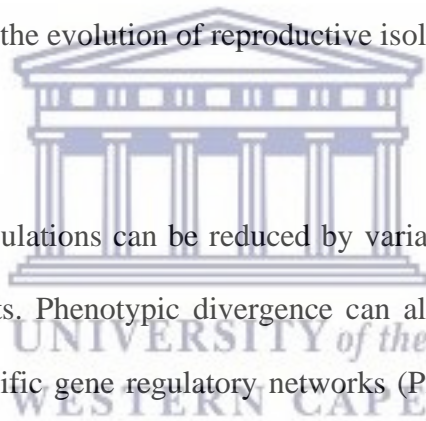 the evolution of reproductive isol
ulations can be reduced by varia
ts. Phenotypic divergence can al
UNIVERSITY of the
ific gene regulatory networks (P
WESTERN CAPE